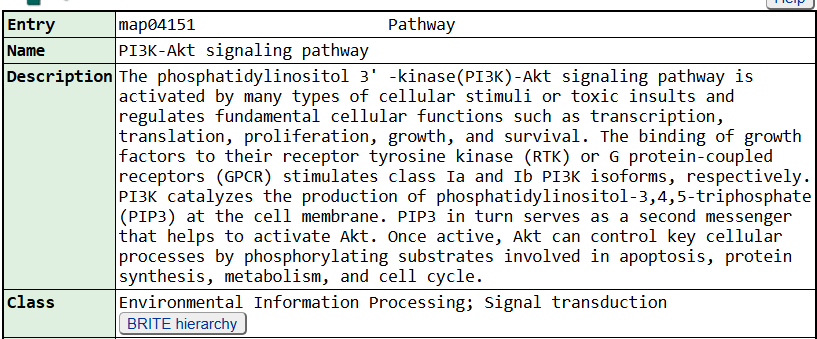 Help
Entry map04151 Pathway
Name PI3K-Akt signaling pathway
Description The phosphatidylinositol 3' -kinase(PI3K)-Akt signaling pathway is
activated by many types of cellular stimuli or toxic insults and
regulates fundamental cellular functions such as transcription,
translation, proliferation, growth, and survival. The binding of growth
factors to their receptor tyrosine kinase (RTK) or G protein-coupled
receptors (GPCR) stimulates class Ia and Ib PI3K isoforms, respectively.
PI3K catalyzes the production of phosphatidylinositol-3,4,5-triphosphate
(PIP3) at the cell membrane. PIP3 in turn serves as a second messenger
that helps to activate Akt. Once active, Akt can control key cellular
processes by phosphorylating substrates involved in apoptosis, protein
synthesis, metabolism, and cell cycle.
Class Environmental Information Processing; Signal transduction
BRITE hierarchy